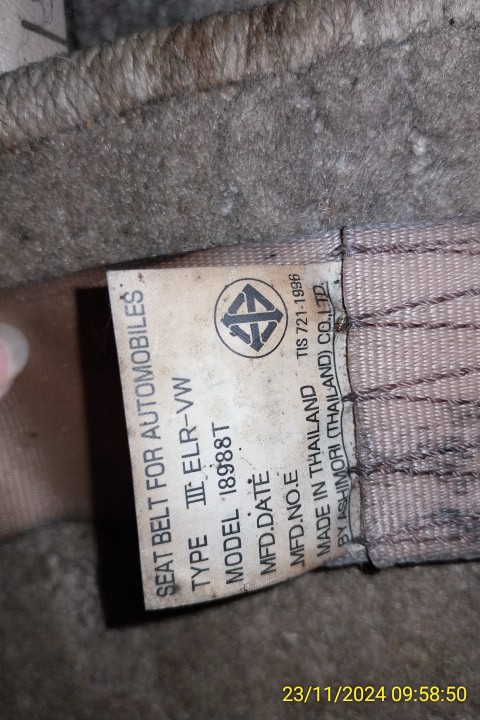 SEAT BELT FOR AUTOMOBILES
TYPE III ELR-VW
MODEL 18988T
MFD.DATE
MFD.NO.E
MADE IN THAILAND
BY ASHIMORI (THAILAND) CO.,LTD.
TIS 721-1996
23/11/2024 09:58:50